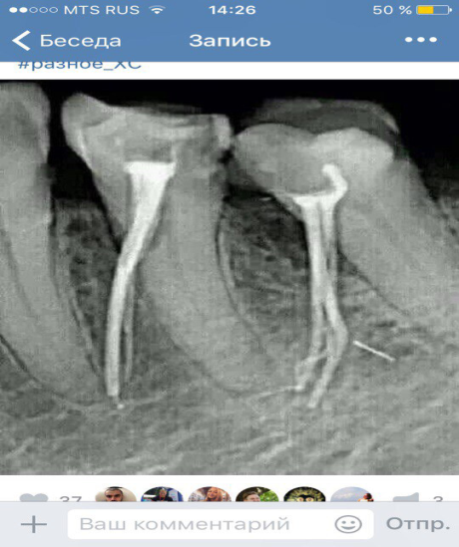 MTS RUS 14:26 50 %
Беседа Запись
#разное_ХС
37 3
Ваш комментарий Отпр.